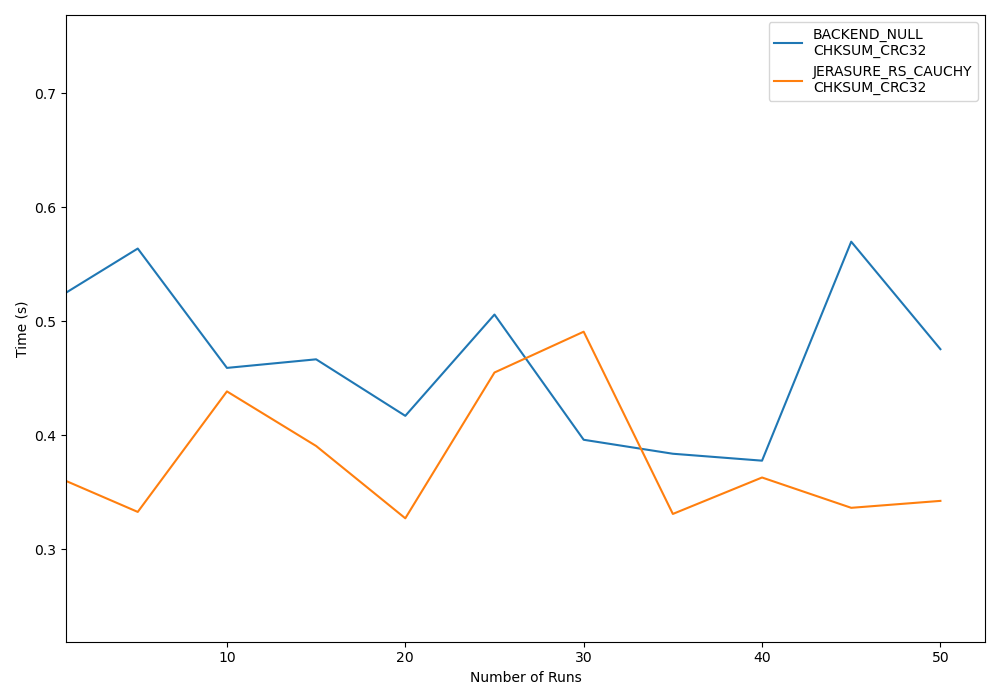 BACKEND_NULL
CHKSUM_CRC32
JERASURE_RS_CAUCHY
CHKSUM_CRC32
0.7
0.6
0.5
0.4
0.3
Time (s)
10 20 30 40 50
Number of Runs